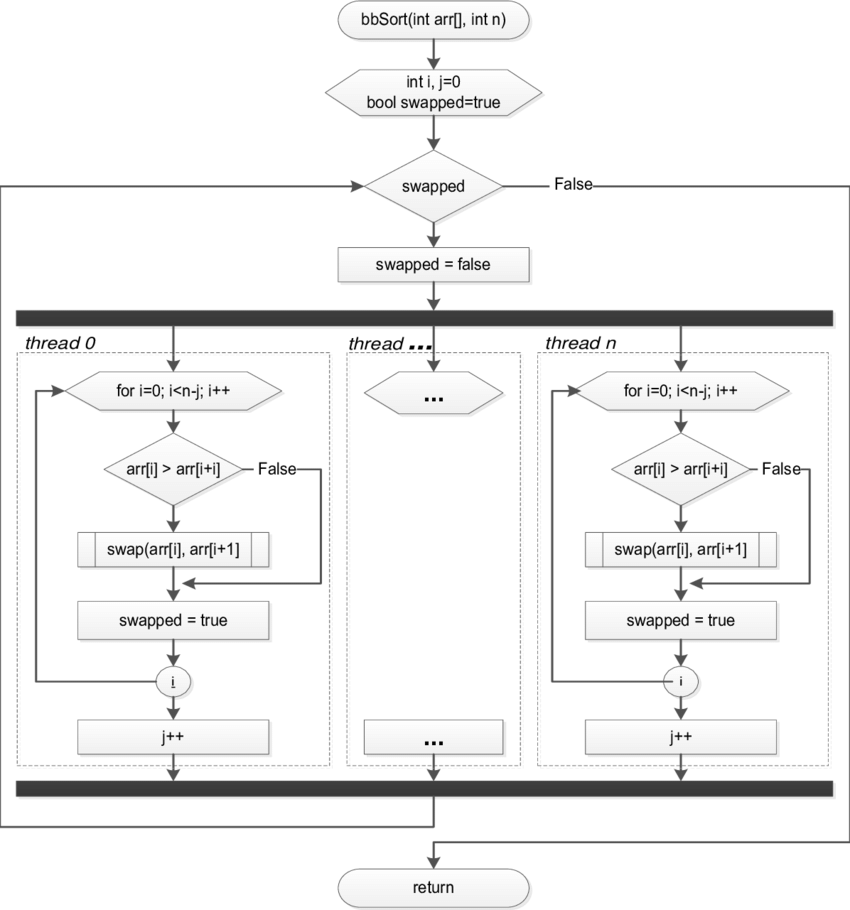 bbSort(int arr[], int n)
int i, j=0
bool swapped=true
swapped
False
swapped = false
thread 0
thread ...
thread n
for i=0; i<n-j; i++
...
for i=0; i<n-j; i++
arr[i] > arr[i+i]
False
arr[i] > arr[i+i]
False
swap(arr[i], arr[i+1]
swap(arr[i], arr[i+1]
swapped = true
swapped = true
i
i
j++
...
j++
return